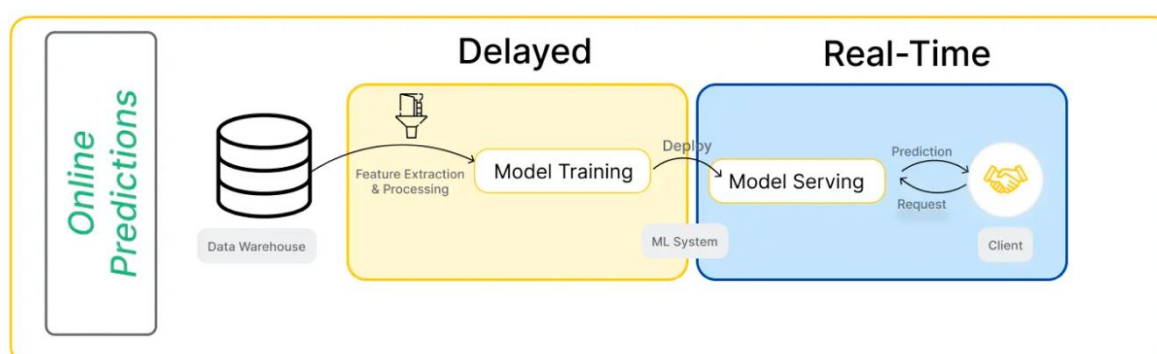 Online
Predictions
Delayed
Real-Time
Data Warehouse
Feature Extraction
& Processing
Model Training
Deploy
ML System
Model Serving
Prediction
Request
Client